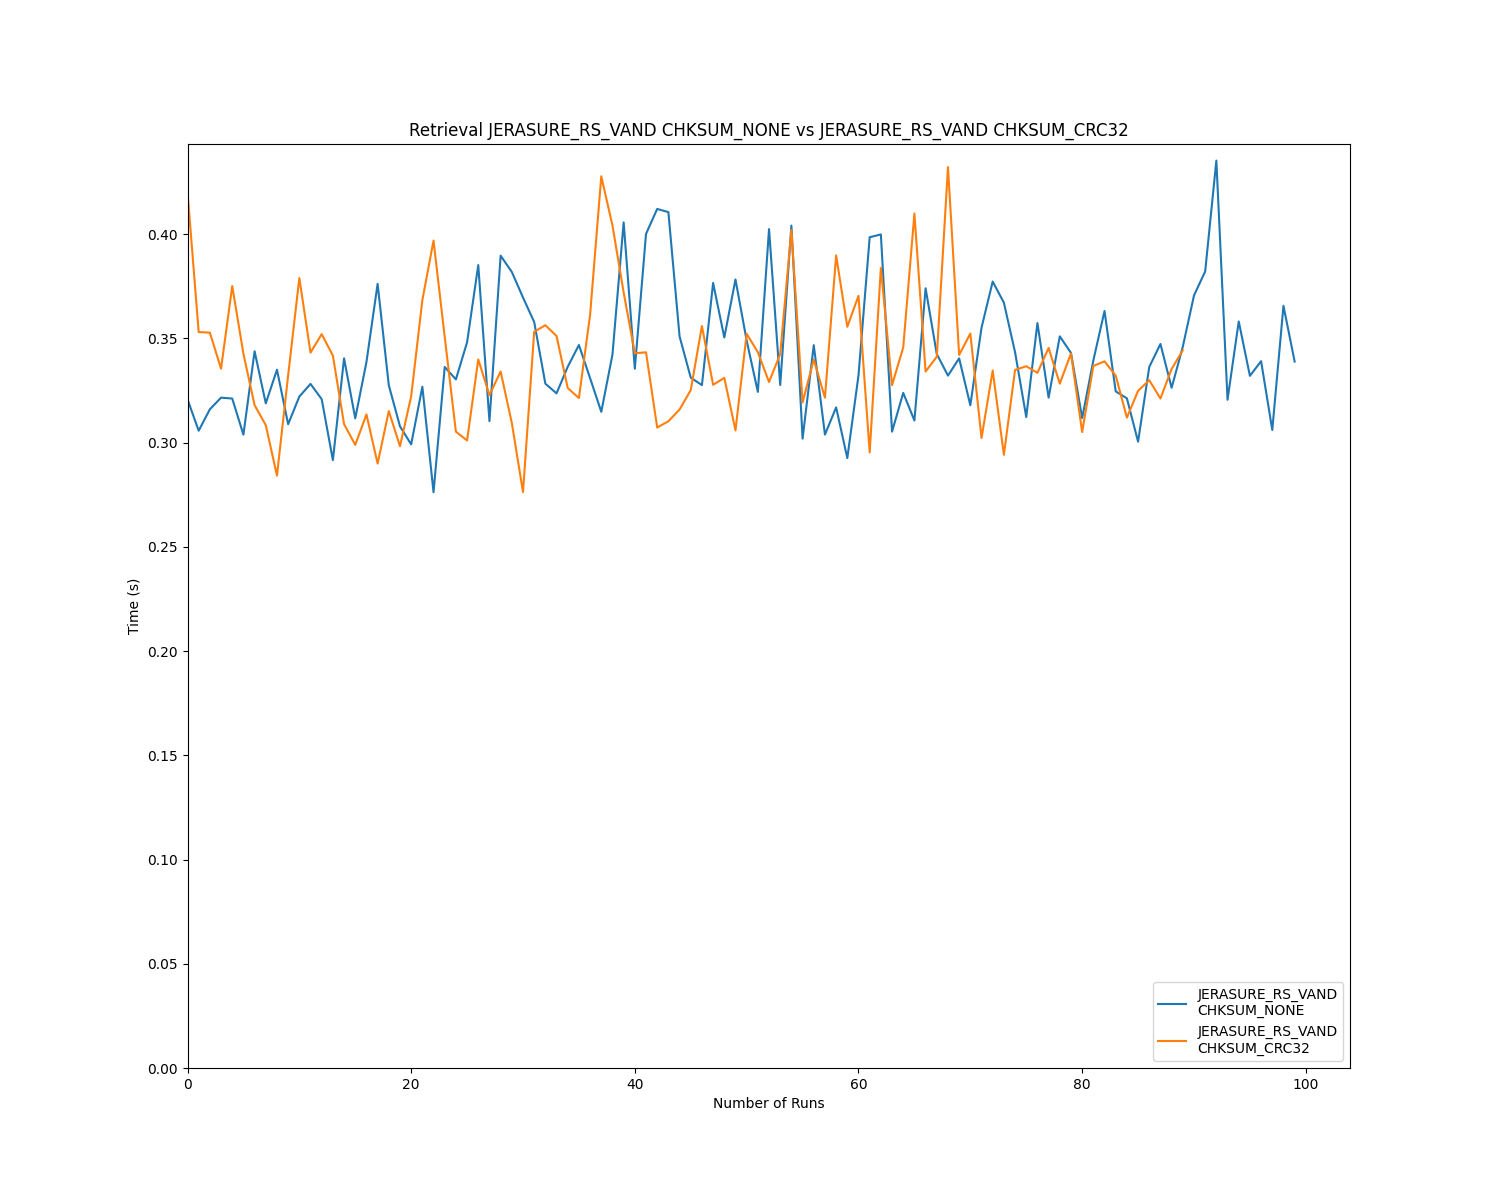 Retrieval JERASURE_RS_VAND CHKSUM_NONE vs JERASURE_RS_VAND CHKSUM_CRC32
0.40
0.35
0.30
0.25
0.20
0.15
0.10
0.05
0.00
Time (s)
0 20 40 60 80 100
Number of Runs
JERASURE_RS_VAND
CHKSUM_NONE
JERASURE_RS_VAND
CHKSUM_CRC32